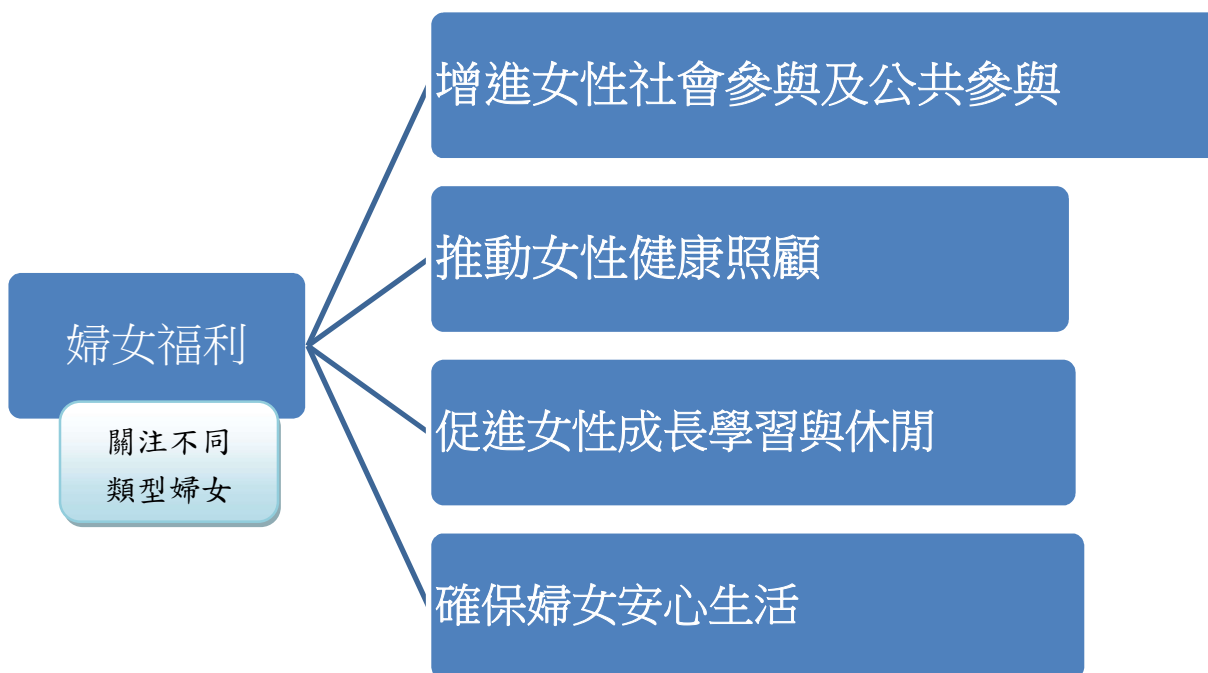 增進女性社會參與及公共參與
推動女性健康照顧
婦女福利
關注不同
類型婦女
促進女性成長學習與休閒
確保婦女安心生活